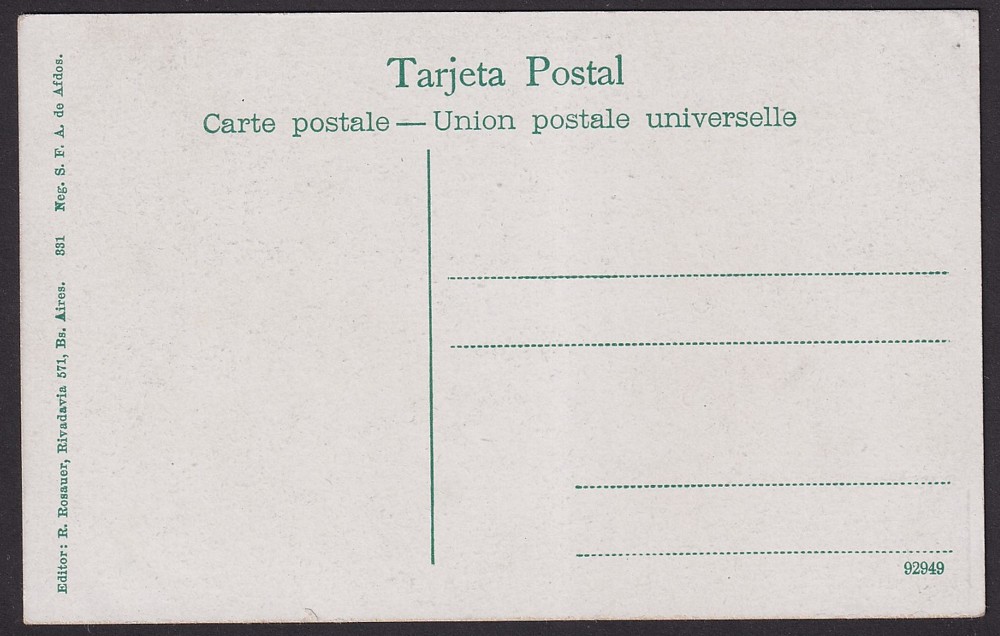 Tarjeta Postal
Carte postale — Union postale universelle
Editor: R. Rosauer, Rivadavia 571, Bs. Aires. 331 Neg. S. F. A. de Afdos.
92949